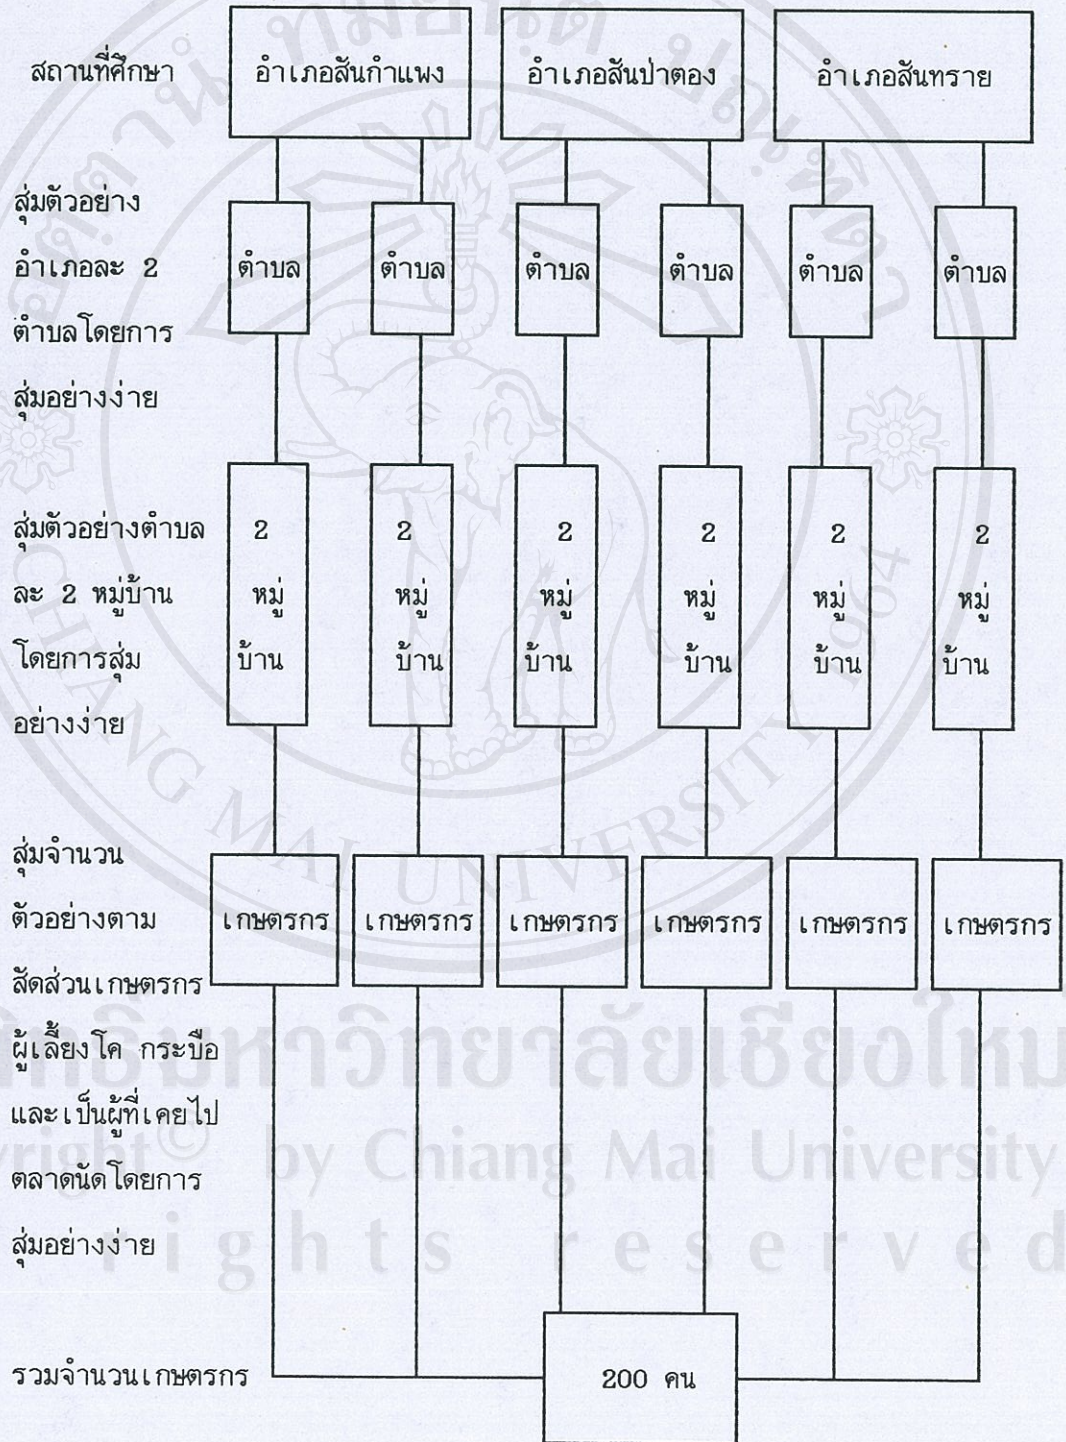 สถานที่ศึกษา อำเภอสันกำแพง อำเภอสันป่าตอง อำเภอสันทราย
สุ่มตัวอย่าง
อำเภอละ 2 ตำบล ตำบล ตำบล ตำบล ตำบล ตำบล
ตำบลโดยการ
สุ่มอย่างง่าย
สุ่มตัวอย่างตำบล 2 2 2 2 2 2
ละ 2 หมู่บ้าน หมู่ หมู่ หมู่ หมู่ หมู่ หมู่
โดยการสุ่ม บ้าน บ้าน บ้าน บ้าน บ้าน บ้าน
อย่างง่าย
สุ่มจำนวน
ตัวอย่างตาม เกษตรกร เกษตรกร เกษตรกร เกษตรกร เกษตรกร เกษตรกร
สัดส่วนเกษตรกร
ผู้เลี้ยงโค กระบือ
และเป็นผู้ที่เคยไป
ตลาดนัดโดยการ
สุ่มอย่างง่าย
รวมจำนวนเกษตรกร 200 คน
CHIANG MAI UNIVERSITY 1964
มหาวิทยาลัยเชียงใหม่
by Chiang Mai University
rights reserved